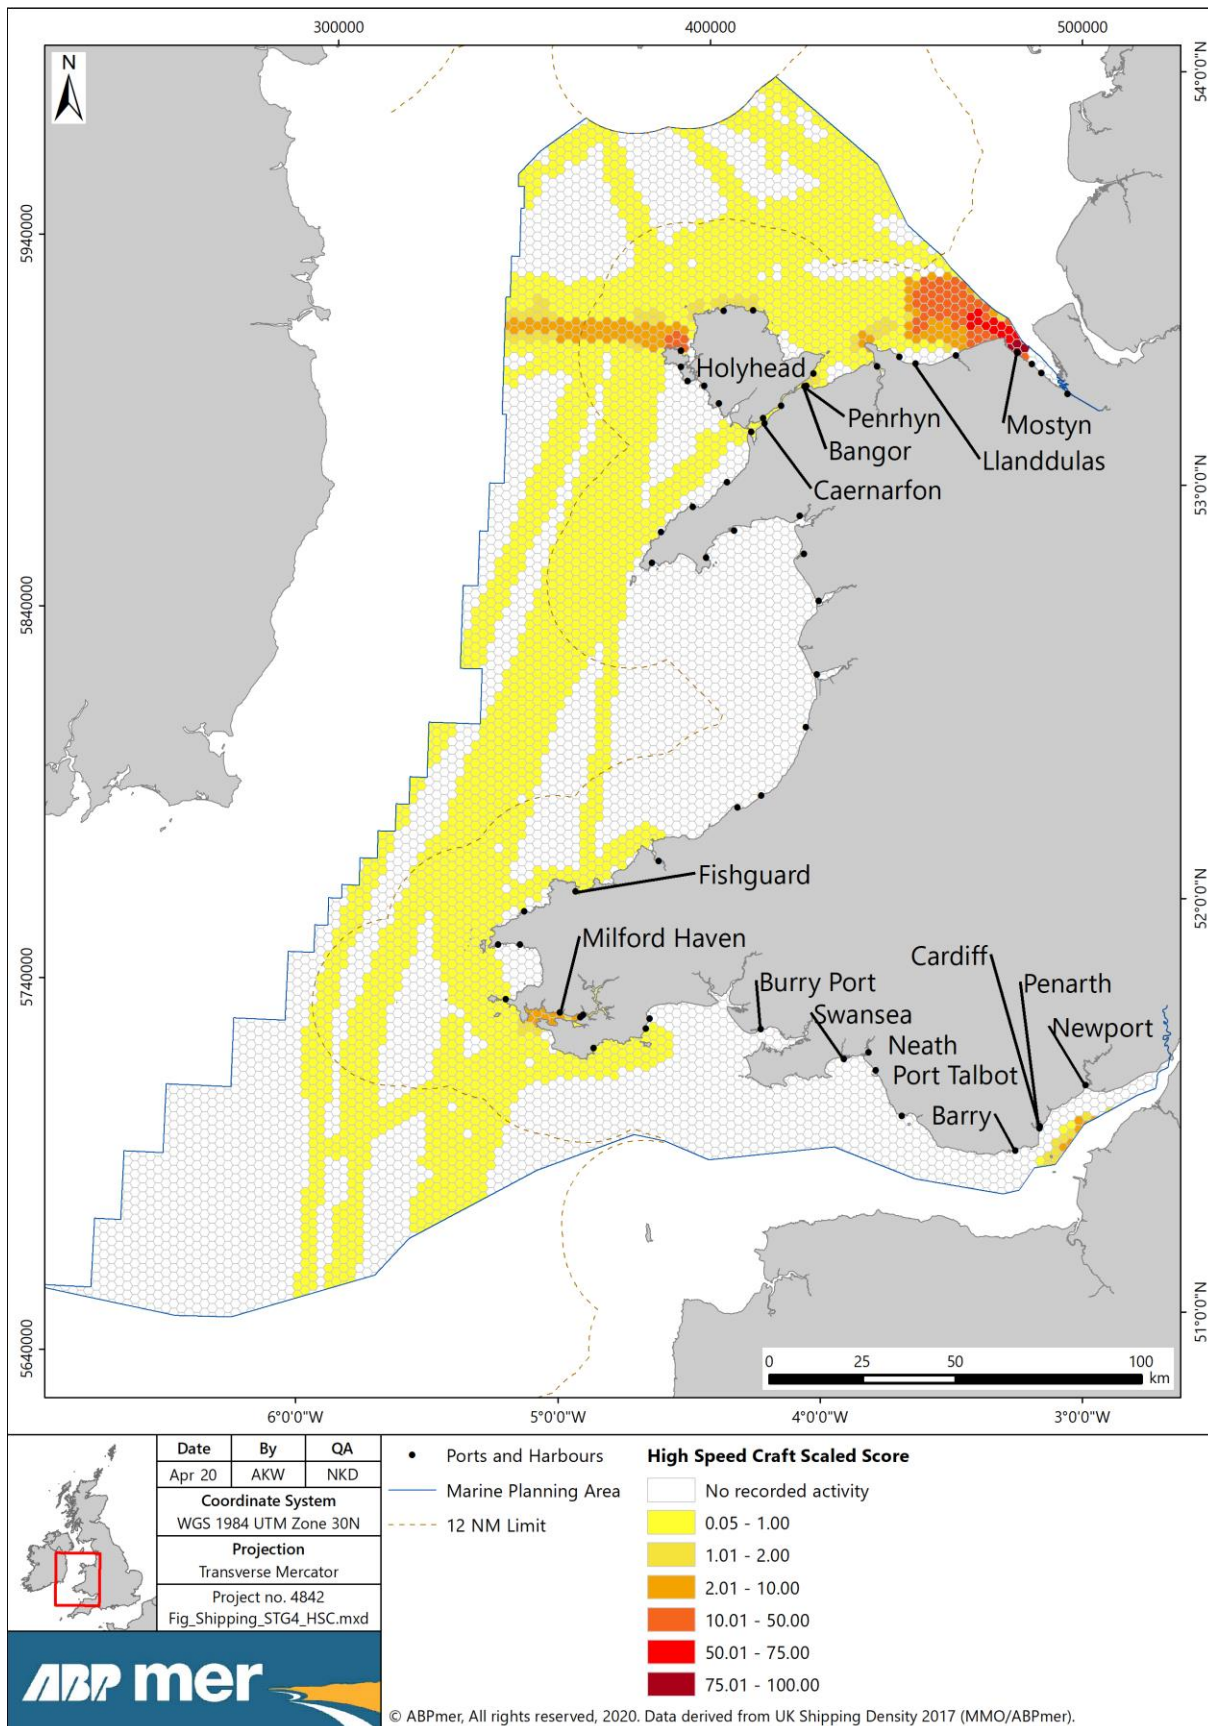 300000
400000
500000
N
54°0'0"N
5940000
Holyhead
Penrhyn
Mostyn
Bangor
Llanddulas
Caernarfon
53°0'0"N
5840000
Fishguard
52°0'0"N
Milford Haven
Cardiff
5740000
Burry Port
Penarth
Swansea
Newport
Neath
Port Talbot
Barry
51°0'0"N
5640000
0 25 50 100
km
6°0'0"W
5°0'0"W
4°0'0"W
3°0'0"W
Date By QA
Apr 20 AKW NKD
Coordinate System
WGS 1984 UTM Zone 30N
Projection
Transverse Mercator
Project no. 4842
Fig_Shipping_STG4_HSC.mxd
ABPmer
Ports and Harbours
Marine Planning Area
12 NM Limit
High Speed Craft Scaled Score
No recorded activity
0.05 - 1.00
1.01 - 2.00
2.01 - 10.00
10.01 - 50.00
50.01 - 75.00
75.01 - 100.00
© ABPmer, All rights reserved, 2020. Data derived from UK Shipping Density 2017 (MMO/ABPmer).